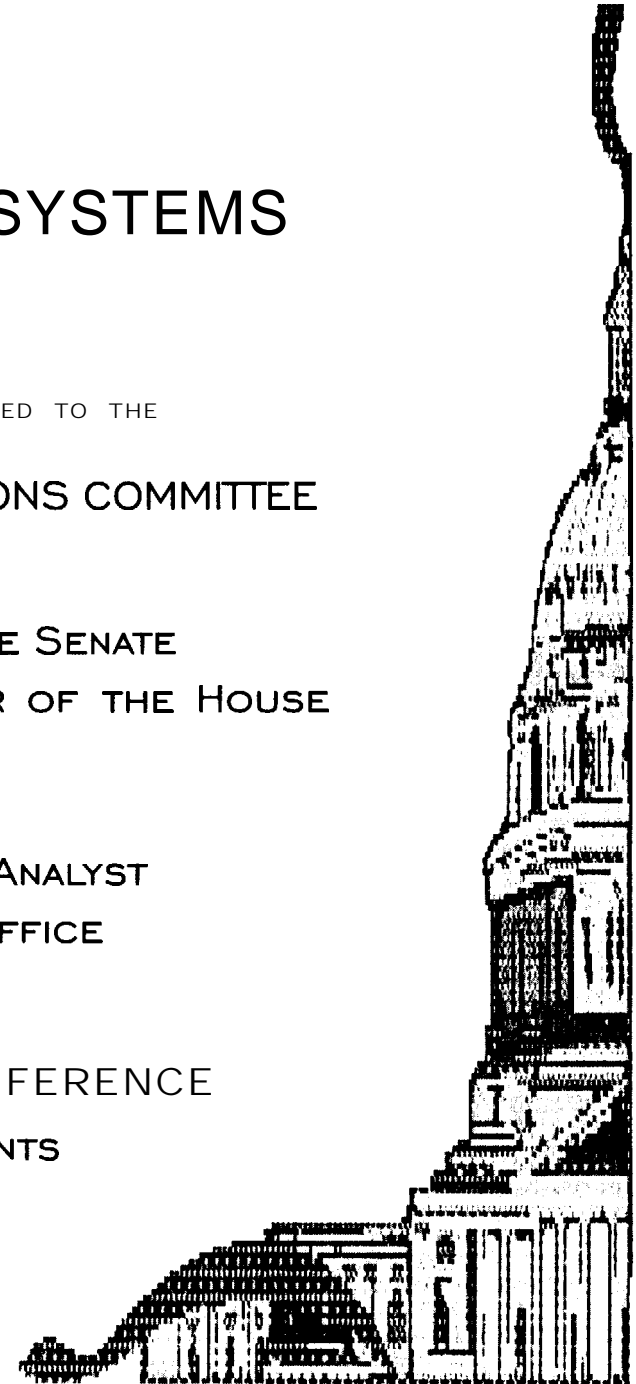 SYSTEMS
ED TO THE
ONS COMMITTEE
E SENATE
R OF THE HOUSE
ANALYST
FFICE
FERENCE
NTS